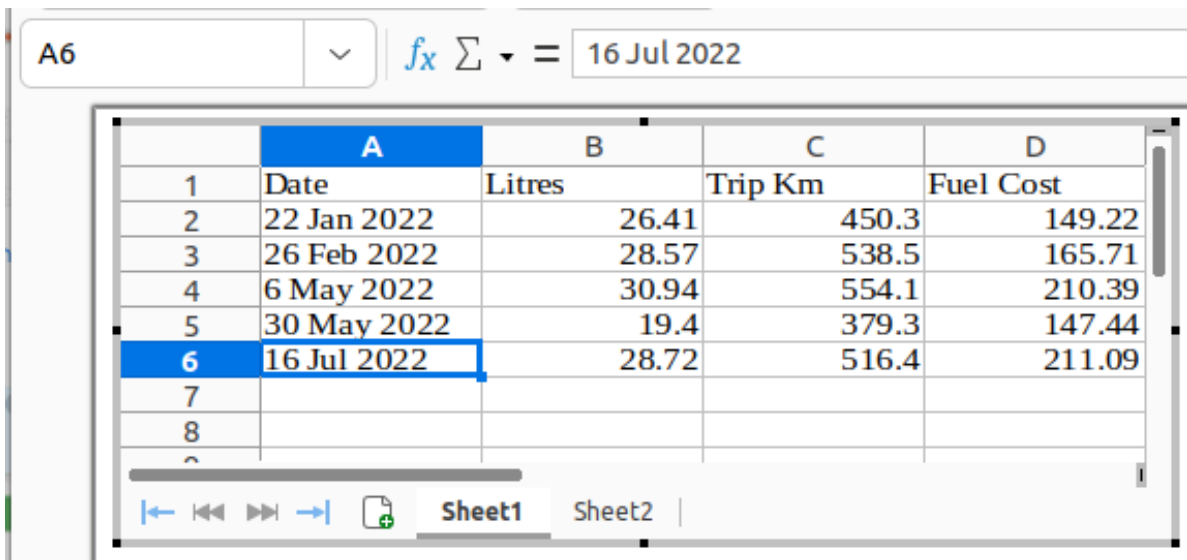 A6 fx Σ = 16 Jul 2022
A B C D
1 Date Litres Trip Km Fuel Cost
2 22 Jan 2022 26.41 450.3 149.22
3 26 Feb 2022 28.57 538.5 165.71
4 6 May 2022 30.94 554.1 210.39
5 30 May 2022 19.4 379.3 147.44
6 16 Jul 2022 28.72 516.4 211.09
7
8
Sheet1 Sheet2